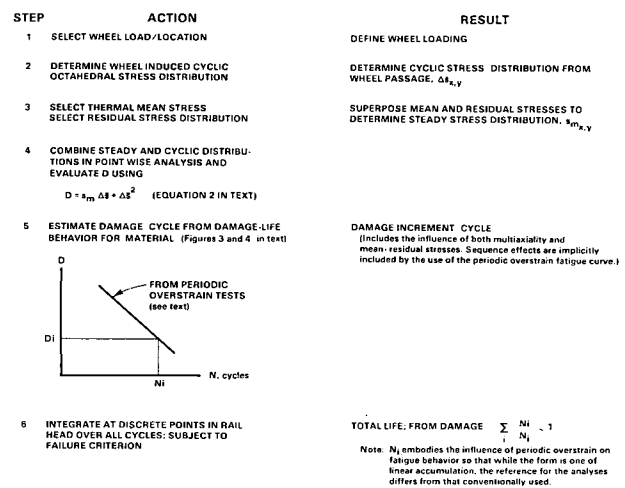 STEP ACTION RESULT
1 SELECT WHEEL LOAD/LOCATION
DEFINE WHEEL LOADING
2 DETERMINE WHEEL INDUCED CYCLIC
OCTAHEDRAL STRESS DISTRIBUTION
DETERMINE CYCLIC STRESS DISTRIBUTION FROM
WHEEL PASSAGE, Δs̄x,y
3 SELECT THERMAL MEAN STRESS
SELECT RESIDUAL STRESS DISTRIBUTION
SUPERPOSE MEAN AND RESIDUAL STRESSES TO
DETERMINE STEADY STRESS DISTRIBUTION, smx,y
4 COMBINE STEADY AND CYCLIC DISTRIBU-
TIONS IN POINT WISE ANALYSIS AND
EVALUATE D USING
D = sm Δs̄ + Δs̄² (EQUATION 2 IN TEXT)
5 ESTIMATE DAMAGE CYCLE FROM DAMAGE-LIFE
BEHAVIOR FOR MATERIAL (Figures 3 and 4 in text)
DAMAGE INCREMENT CYCLE
(Includes the influence of both multiaxiality and
mean- residual stresses. Sequence effects are implicitly
included by the use of the periodic overstrain fatigue curve.)
D
FROM PERIODIC
OVERSTRAIN TESTS
(see text)
Di
Ni
N, cycles
6 INTEGRATE AT DISCRETE POINTS IN RAIL
HEAD OVER ALL CYCLES: SUBJECT TO
FAILURE CRITERION
TOTAL LIFE; FROM DAMAGE Σ i Ni / Ni 1
Note: Ni embodies the influence of periodic overstrain on
fatigue behavior so that while the form is one of
linear accumulation, the reference for the analyses
differs from that conventionally used.